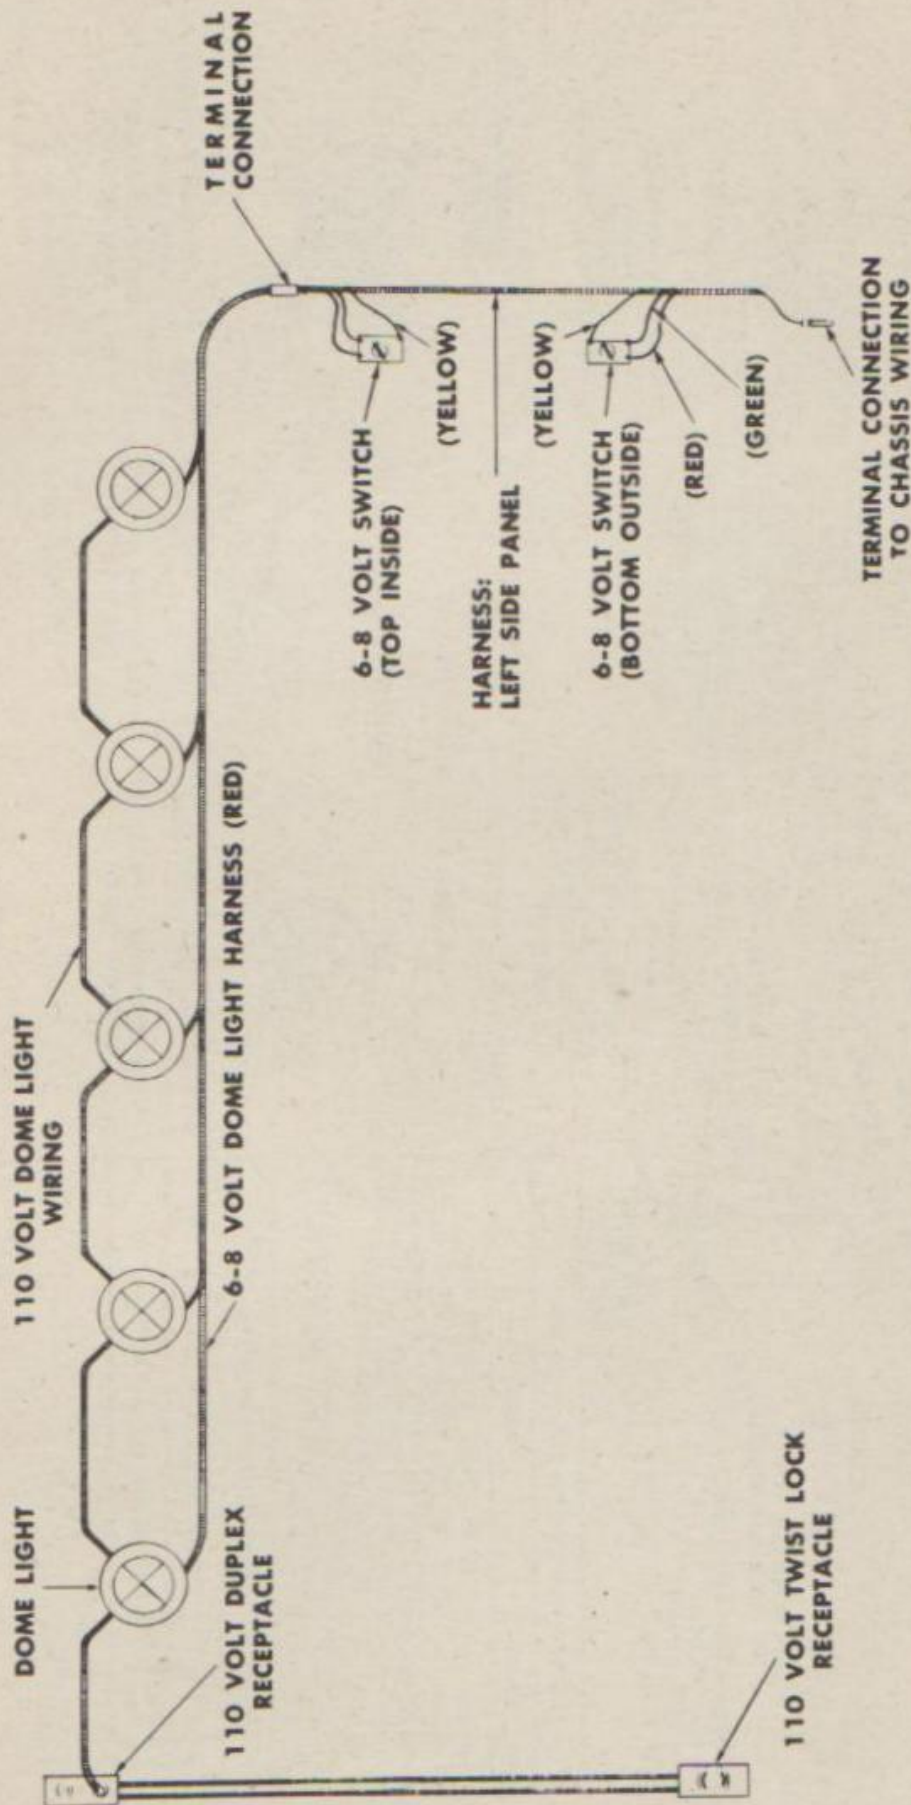 DOME LIGHT
110 VOLT DOME LIGHT
WIRING
TERMINAL
CONNECTION
6-8 VOLT DOME LIGHT HARNESS (RED)
110 VOLT DUPLEX
RECEPTACLE
6-8 VOLT SWITCH
(TOP INSIDE)
(YELLOW)
HARNESS:
LEFT SIDE PANEL
(YELLOW)
6-8 VOLT SWITCH
(BOTTOM OUTSIDE)
(RED)
(GREEN)
110 VOLT TWIST LOCK
RECEPTACLE
TERMINAL CONNECTION
TO CHASSIS WIRING